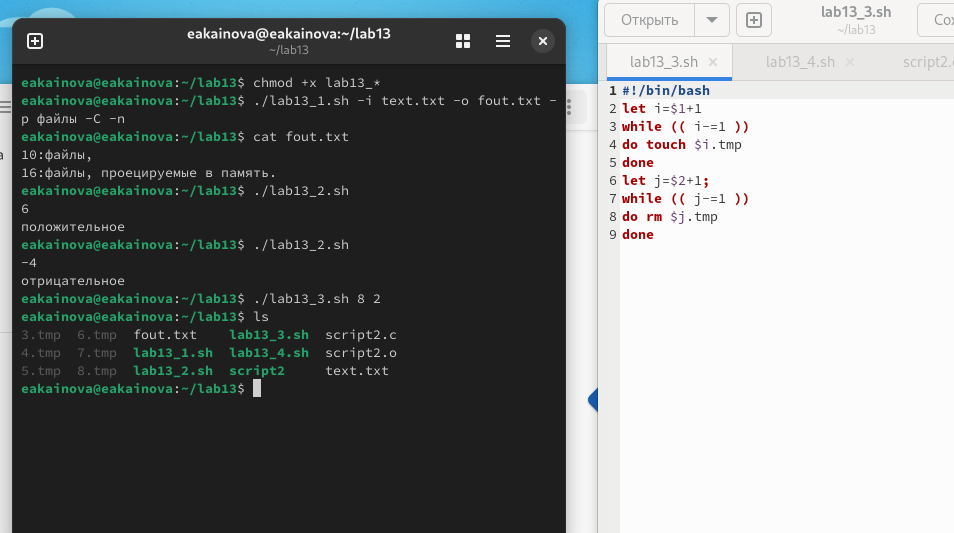 eakainova@eakainova:~/lab13
~/lab13
eakainova@eakainova:~/lab13$ chmod +x lab13_*
eakainova@eakainova:~/lab13$ ./lab13_1.sh -i text.txt -o fout.txt -
p файлы -C -n
eakainova@eakainova:~/lab13$ cat fout.txt
10:файлы,
16:файлы, проецируемые в память.
eakainova@eakainova:~/lab13$ ./lab13_2.sh
6
положительное
eakainova@eakainova:~/lab13$ ./lab13_2.sh
-4
отрицательное
eakainova@eakainova:~/lab13$ ./lab13_3.sh 8 2
eakainova@eakainova:~/lab13$ ls
3.tmp 6.tmp fout.txt lab13_3.sh script2.c
4.tmp 7.tmp lab13_1.sh lab13_4.sh script2.o
5.tmp 8.tmp lab13_2.sh script2 text.txt
eakainova@eakainova:~/lab13$
Открыть
lab13_3.sh
~/lab13
lab13_3.sh × lab13_4.sh ×
1 #!/bin/bash
2 let i=$1+1
3 while (( i-=1 ))
4 do touch $i.tmp
5 done
6 let j=$2+1;
7 while (( j-=1 ))
8 do rm $j.tmp
9 done